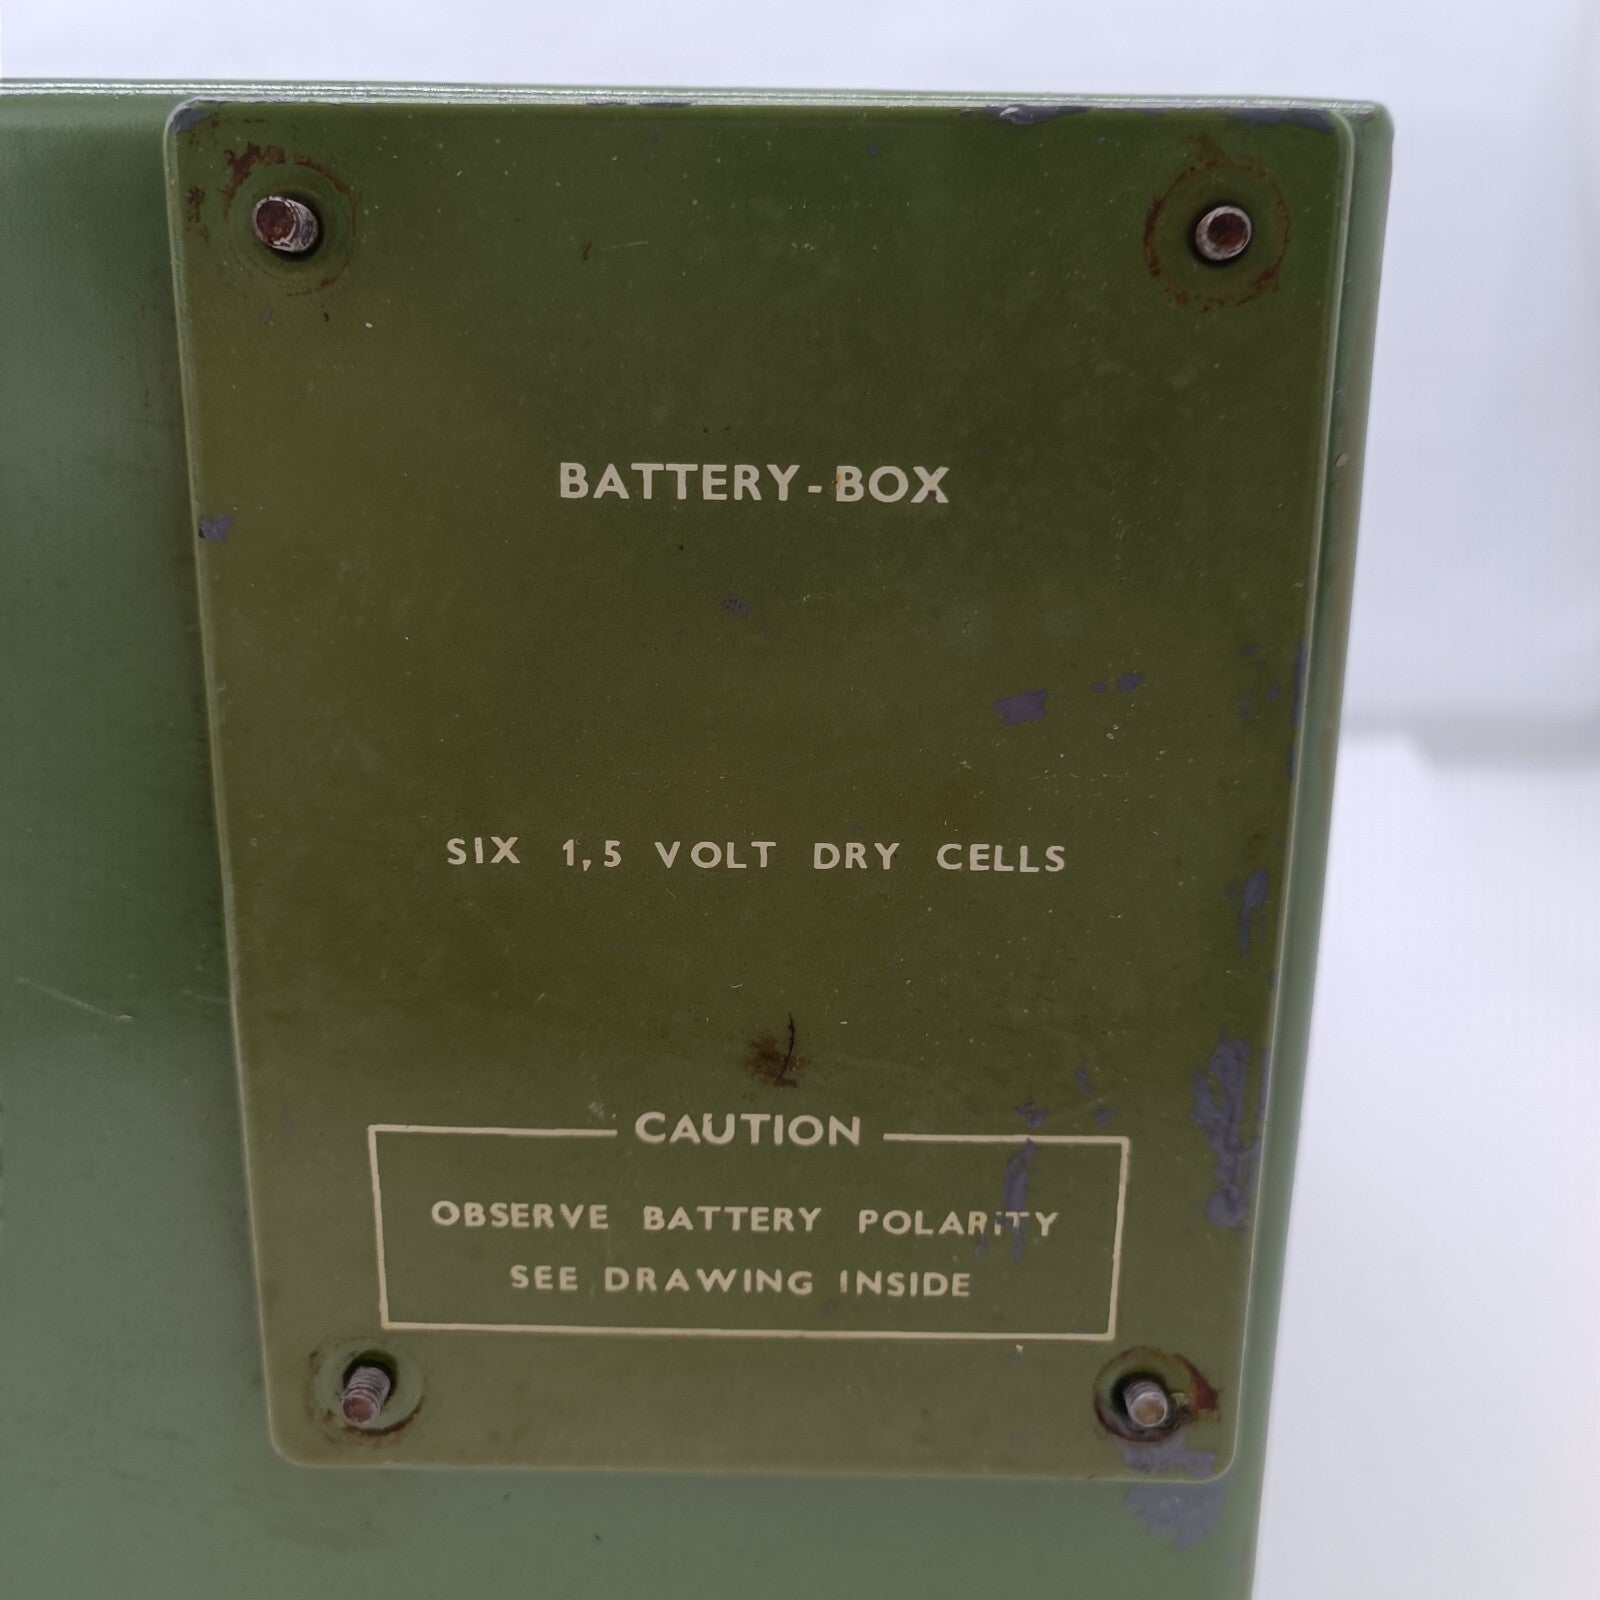 BATTERY-BOX
SIX 1,5 VOLT DRY CELLS
CAUTION
OBSERVE BATTERY POLARITY
SEE DRAWING INSIDE